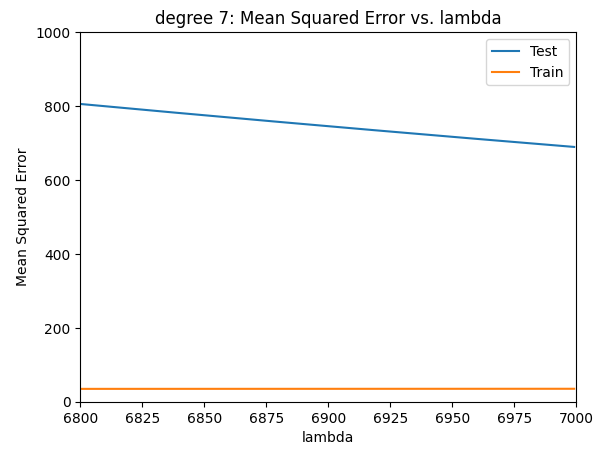 degree 7: Mean Squared Error vs. lambda
Test
Train
Mean Squared Error
1000
800
600
400
200
0
6800 6825 6850 6875 6900 6925 6950 6975 7000
lambda